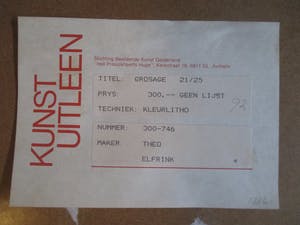 KUNST
UITLEEN
Stichting Beeldende Kunst Gelderland
TITEL: GROSAGE 21/25
PRYS: 300.-- GEEN LIJST
TECHNIEK: KLEURLITHO
92
NUMMER: 300-746
MAKER: THEO
ELFRINK